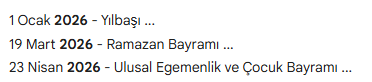 1 Ocak 2026 - Yılbaşı ...
19 Mart 2026 - Ramazan Bayramı ...
23 Nisan 2026 - Ulusal Egemenlik ve Çocuk Bayramı ...